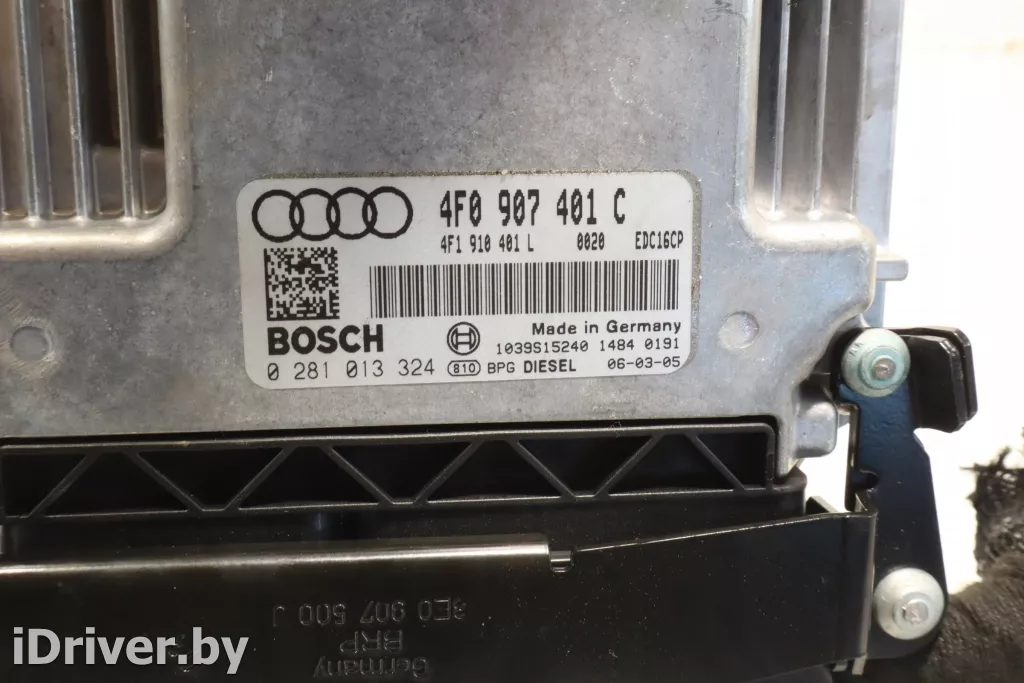 4F0 907 401 C
4F1 910 401 L 0020 EDC16CP
BOSCH
Made in Germany
1039S15240 1484 0191
0 281 013 324 810 BPG DIESEL 06-03-05
8E0 907 500 J
BRP
Germany
iDriver.by